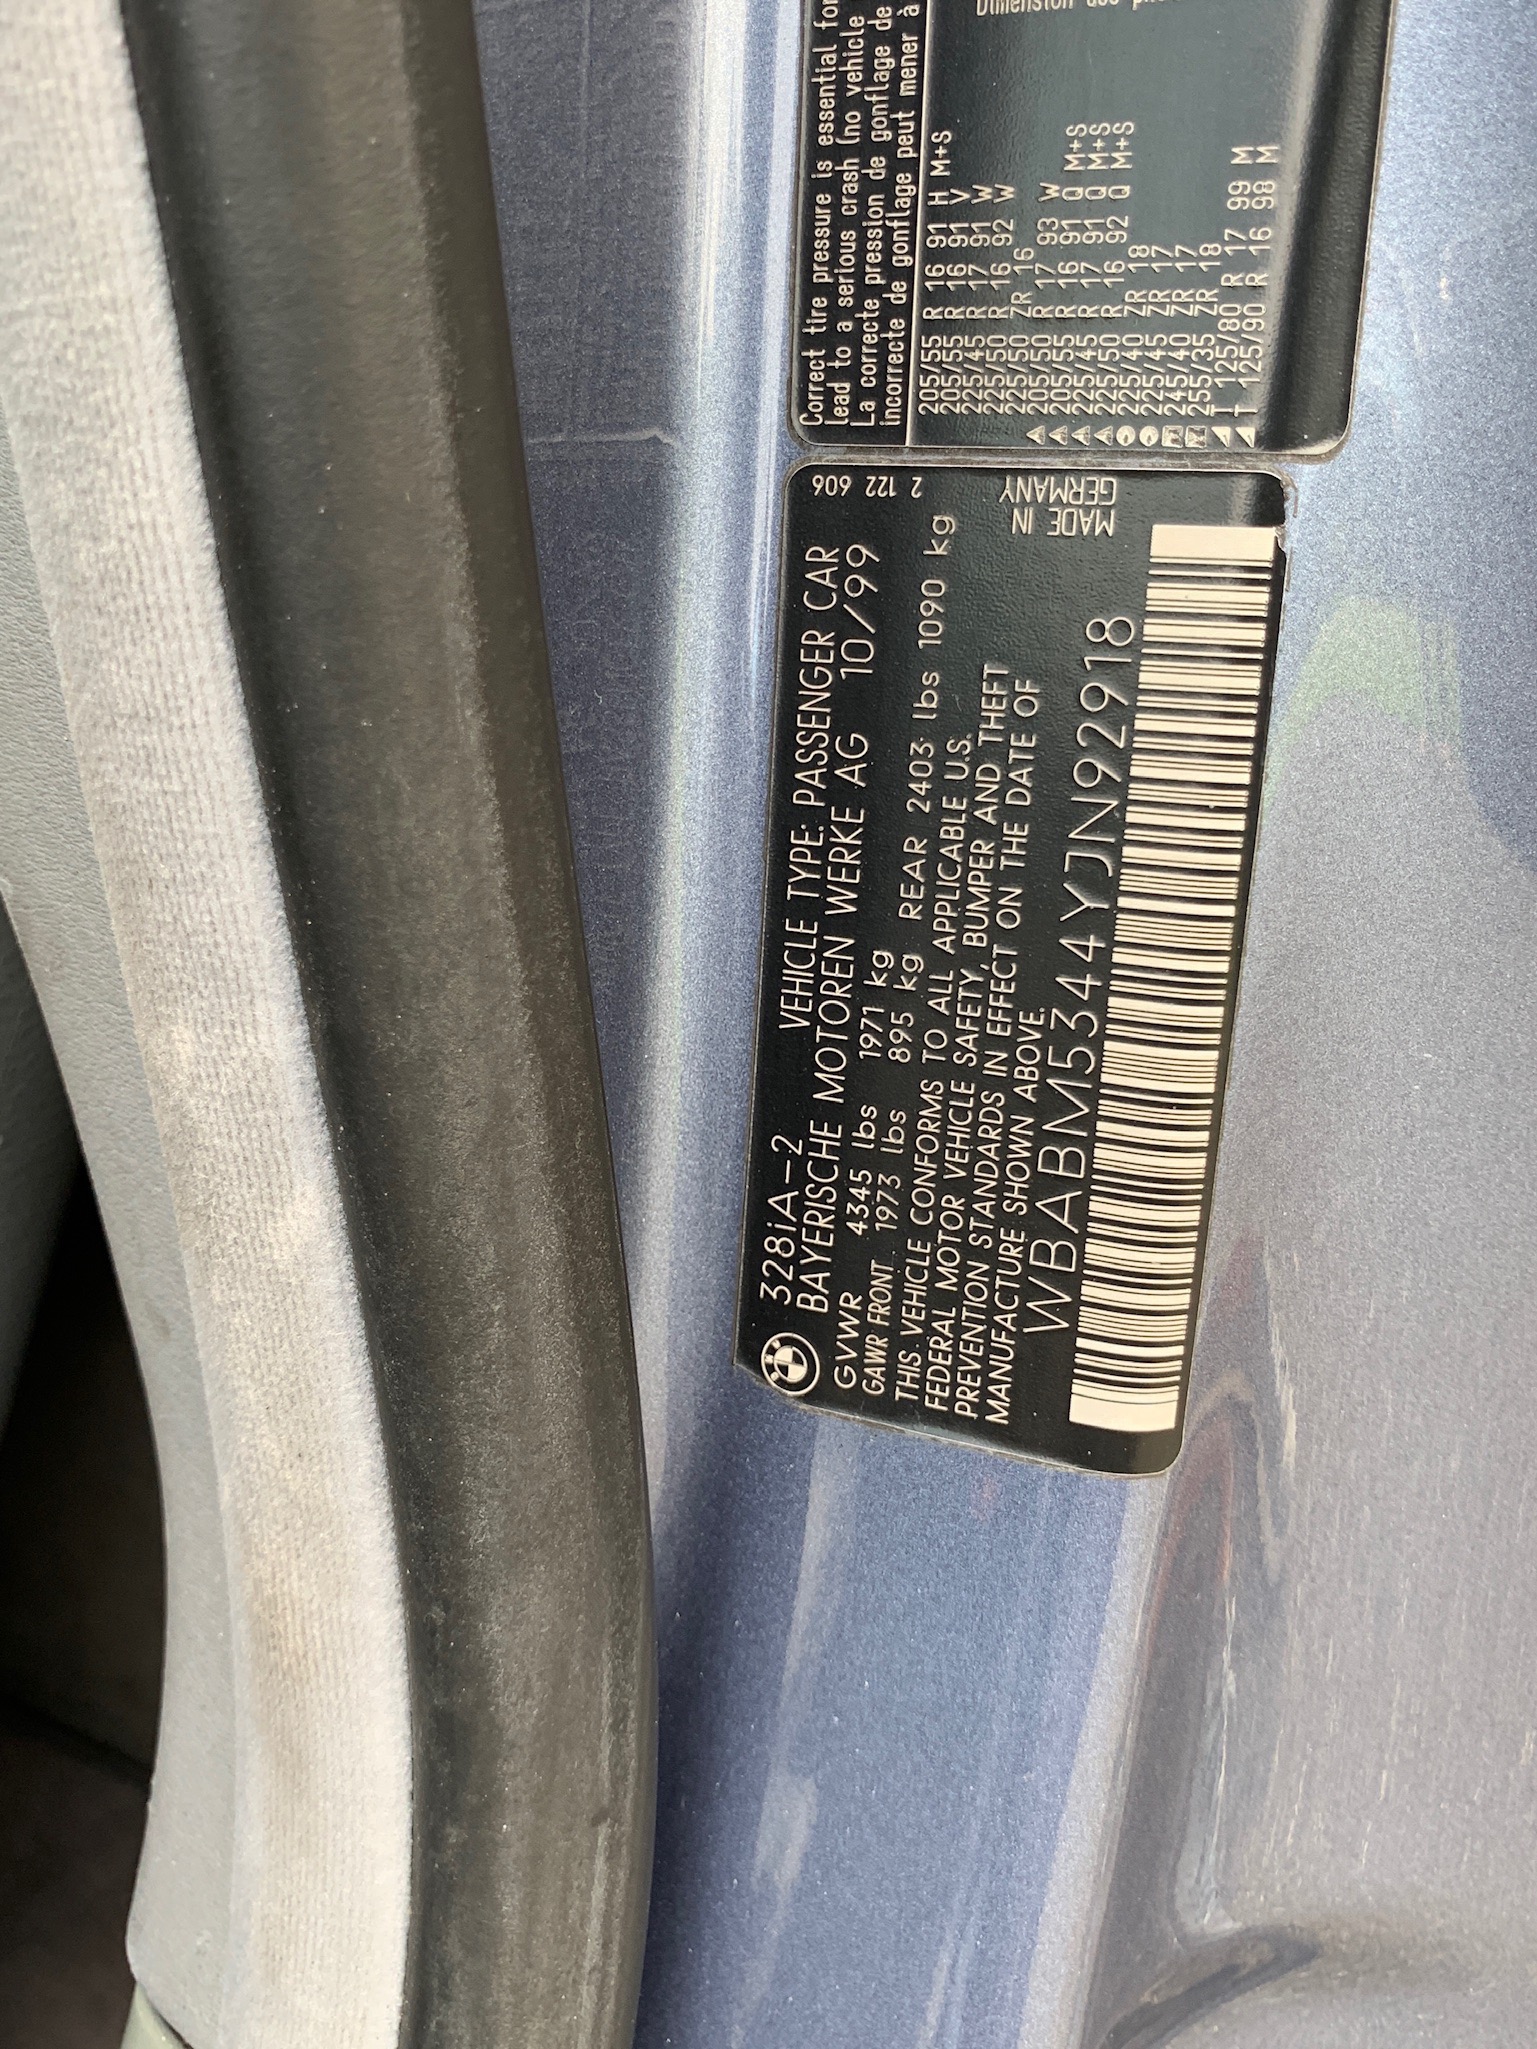 328iA-2 VEHICLE TYPE: PASSENGER CAR
BAYERISCHE MOTOREN WERKE AG 10/99
GVWR 4345 lbs 1971 kg
GAWR FRONT 1973 lbs 895 kg REAR 2403 lbs 1090 kg
THIS VEHICLE CONFORMS TO ALL APPLICABLE U.S.
FEDERAL MOTOR VEHICLE SAFETY, BUMPER AND THEFT
PREVENTION STANDARDS IN EFFECT ON THE DATE OF
MANUFACTURE SHOWN ABOVE.
WBABM5344YJN92918
2 122 606
MADE IN
GERMANY
Correct tire pressure is essential for
lead to a serious crash (no vehicle
La correcte pression de gonflage de
incorrecte de gonflage peut mener à
Dimension des
205/55 R 16 91 H M+S
205/55 R 16 91 V
225/45 R 17 91 W
225/50 R 16 92 W
225/50 ZR 16
205/50 R 17 93 W
205/55 R 16 91 Q M+S
225/45 R 17 91 Q M+S
225/50 R 16 92 Q M+S
225/40 ZR 18
225/45 ZR 17
245/40 ZR 17
255/35 ZR 18
T 125/80 R 17 99 M
T 125/90 R 16 98 M